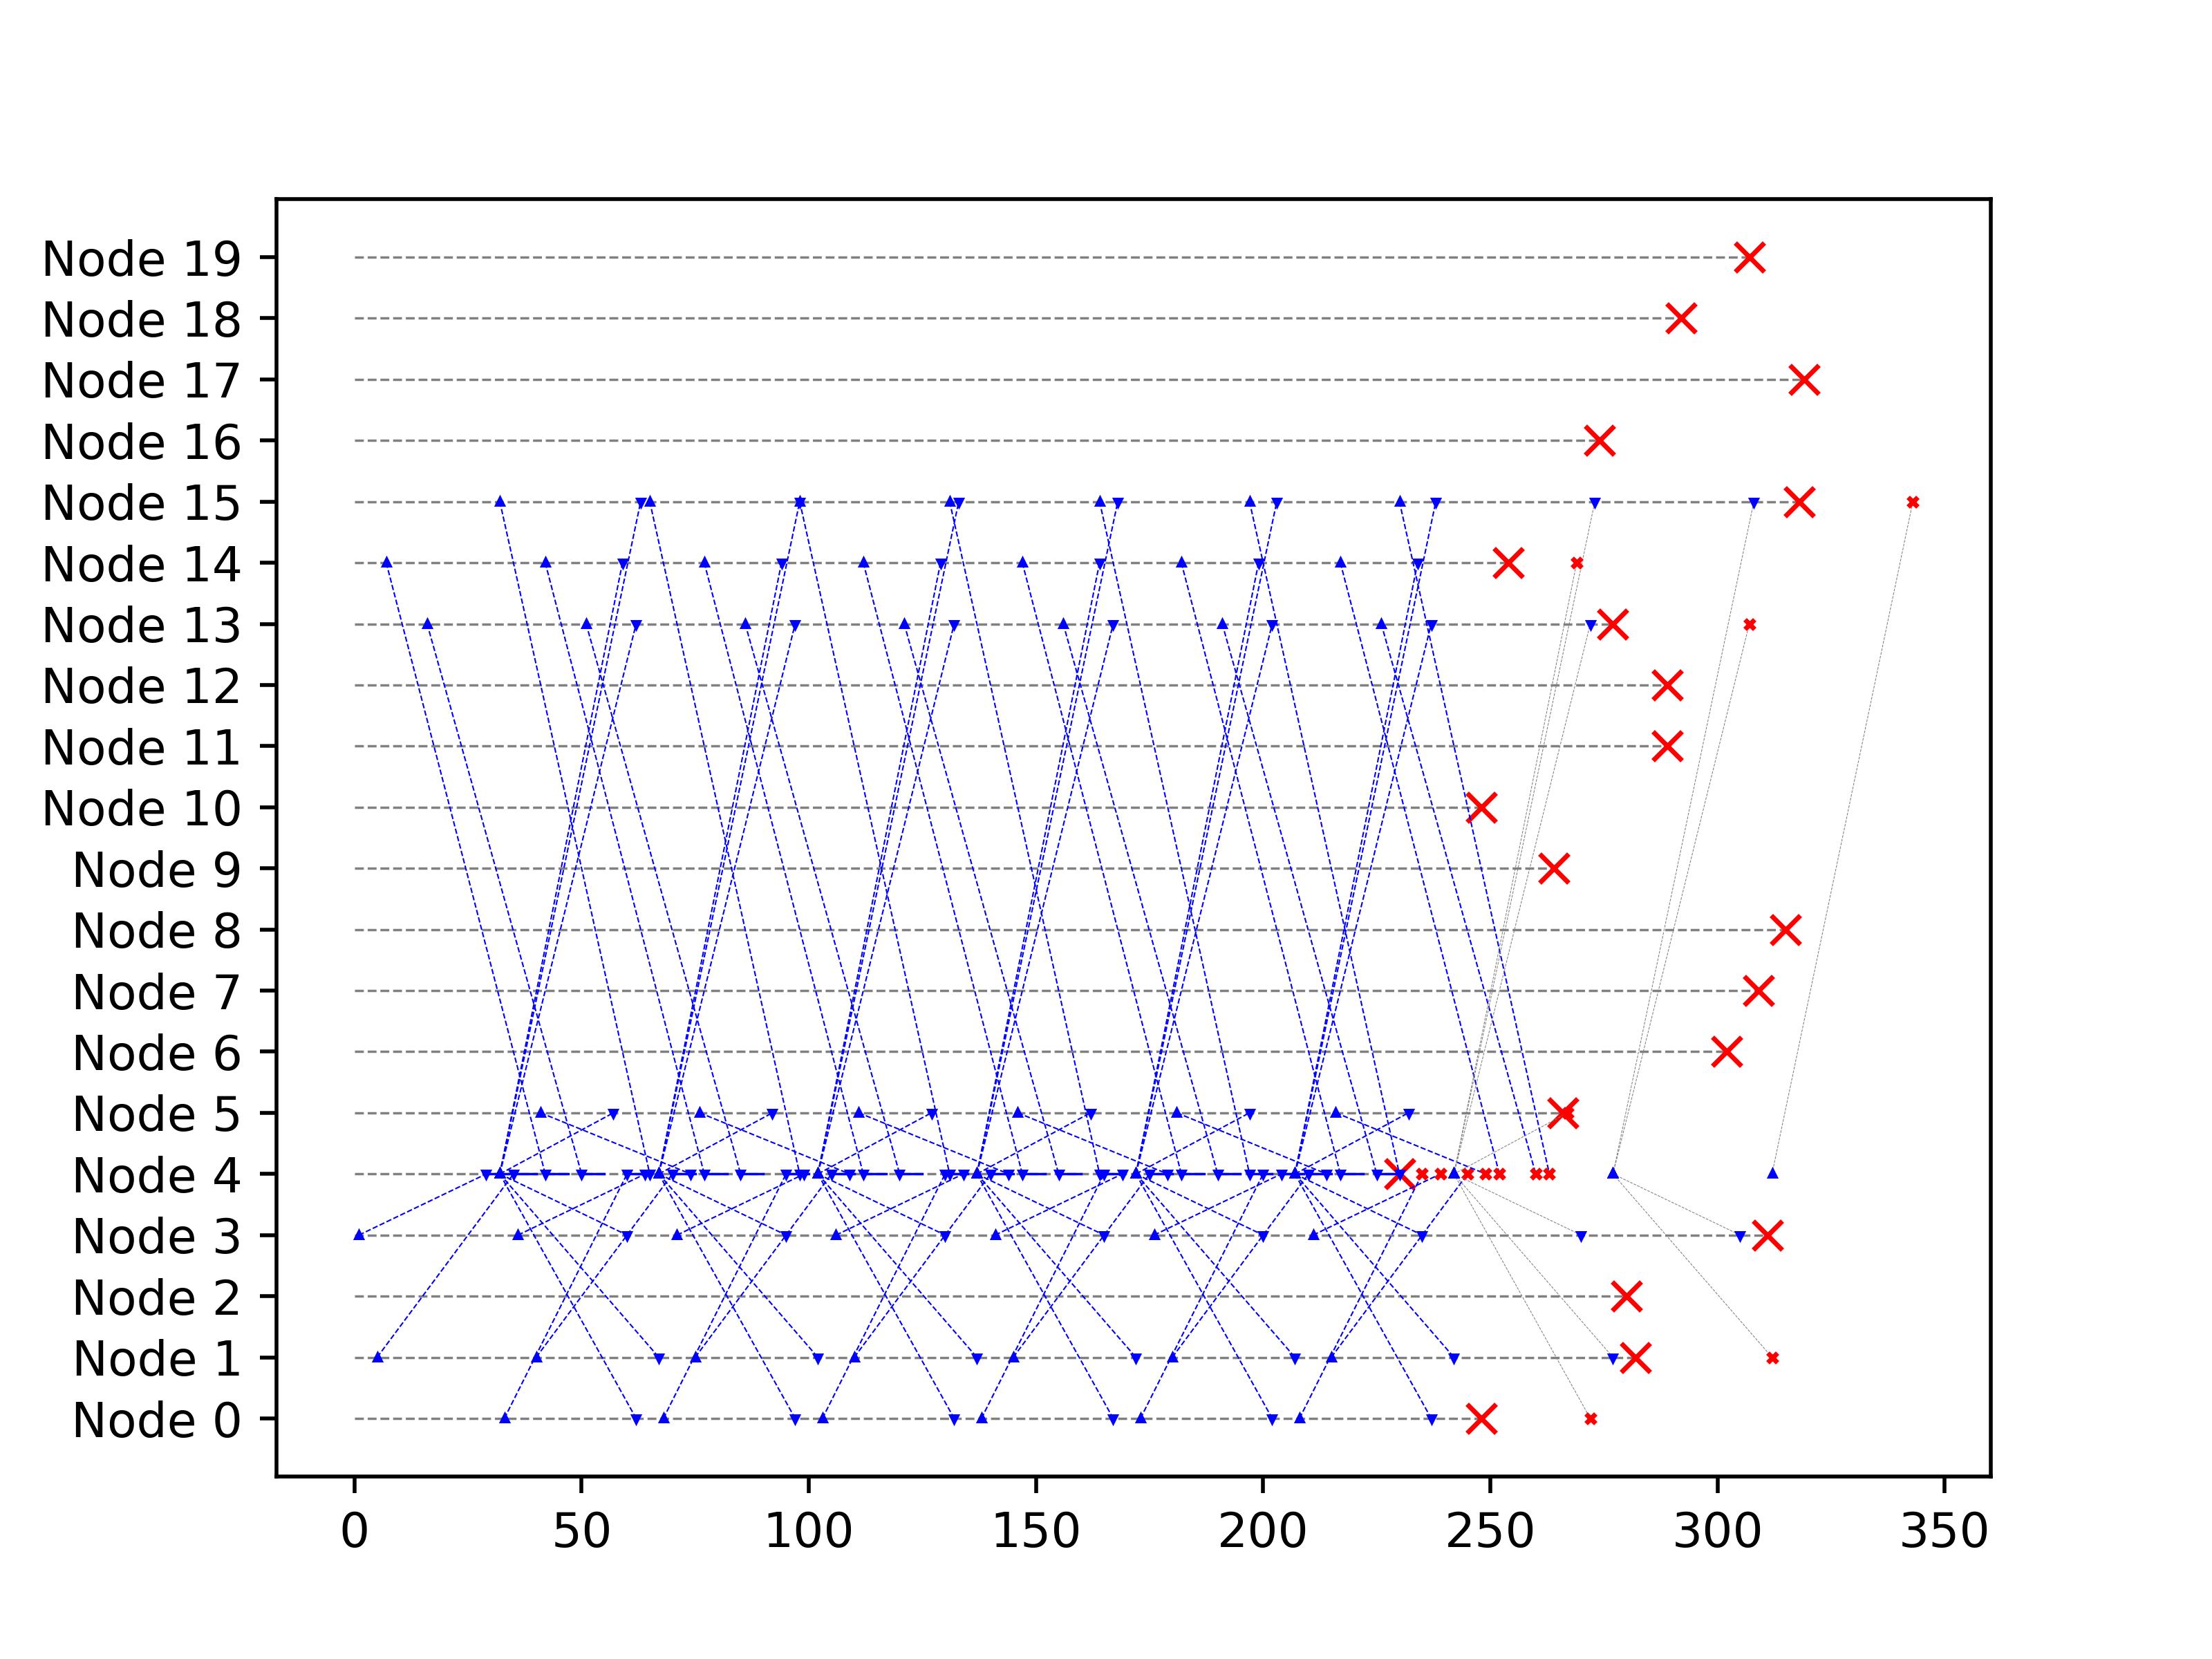 Node 19
Node 18
Node 17
Node 16
Node 15
Node 14
Node 13
Node 12
Node 11
Node 10
Node 9
Node 8
Node 7
Node 6
Node 5
Node 4
Node 3
Node 2
Node 1
Node 0
0 50 100 150 200 250 300 350